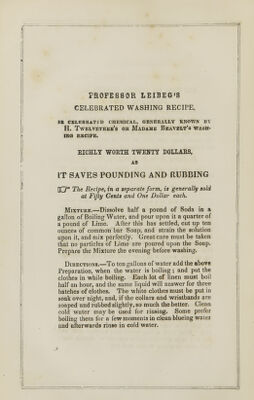 PROFESSOR LEIBEG'S
CELEBRATED WASHING RECIPE,
IR CELEBRATED CHEMICAL, GENERALLY KNOWN BY
H. TWELVETREE'S OR MADAME BEAVELT'S WASH-
ING RECIPE.
RICHLY WORTH TWENTY DOLLARS,
AS
IT SAVES POUNDING AND RUBBING
☞ The Recipe, in a separate form, is generally sold
at Fifty Cents and One Dollar each.
MIXTURE.—Dissolve half a pound of Soda in a
gallon of Boiling Water, and pour upon it a quarter of
a pound of Lime. After this has settled, cut up ten
ounces of common bar Soap, and strain the solution
upon it, and mix perfectly. Great care must be taken
that no particles of Lime are poured upon the Soap.
Prepare the Mixture the evening before washing.
DIRECTIONS.—To ten gallons of water add the above
Preparation, when the water is boiling; and put the
clothes in while boiling. Each lot of linen must boil
half an hour, and the same liquid will answer for three
batches of clothes. The white clothes must be put in
soak over night, and, if the collars and wristbands are
soaped and rubbed slightly, so much the better. Clean
cold water may be used for rinsing. Some prefer
boiling them for a few moments in clean blueing water
and afterwards rinse in cold water.